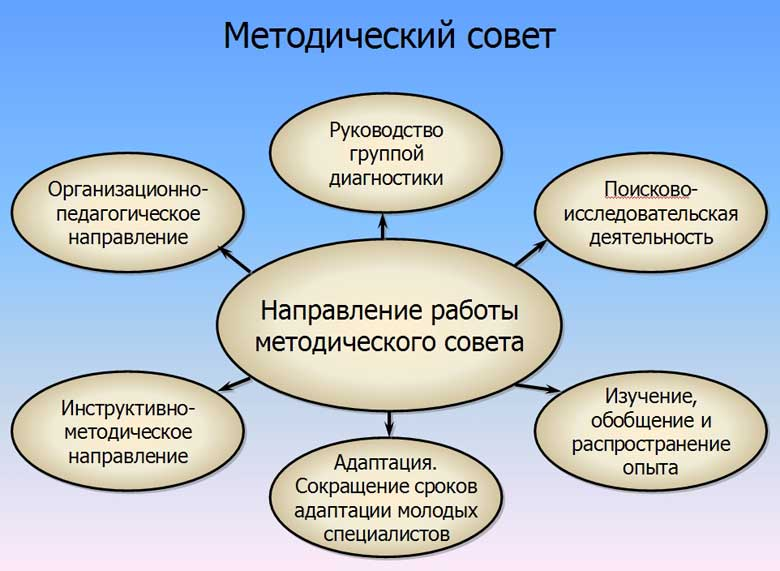 Методический совет
Руководство
группой
диагностики
Организационно-
педагогическое
направление
Поисково-
исследовательская
деятельность
Направление работы
методического совета
Инструктивно-
методическое
направление
Изучение,
обобщение и
распространение
опыта
Адаптация.
Сокращение сроков
адаптации молодых
специалистов